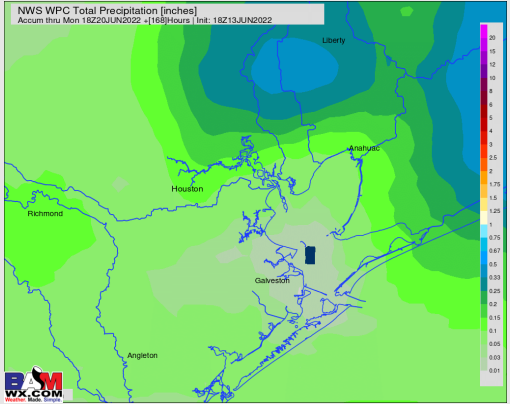 NWS WPC Total Precipitation [inches]
Accum thru Mon 18Z20JUN2022 +[168]Hours | Init: 18Z13JUN2022
Liberty
Anahuac
Houston
Richmond
Galveston
Angleton
20
15
12
10
8
6
5
4
3
2.5
2
1.75
1.5
1.25
1
0.75
0.67
0.5
0.33
0.25
0.2
0.15
0.1
0.05
0.03
0.01
BAM
WX.COM
Weather. Made. Simple.